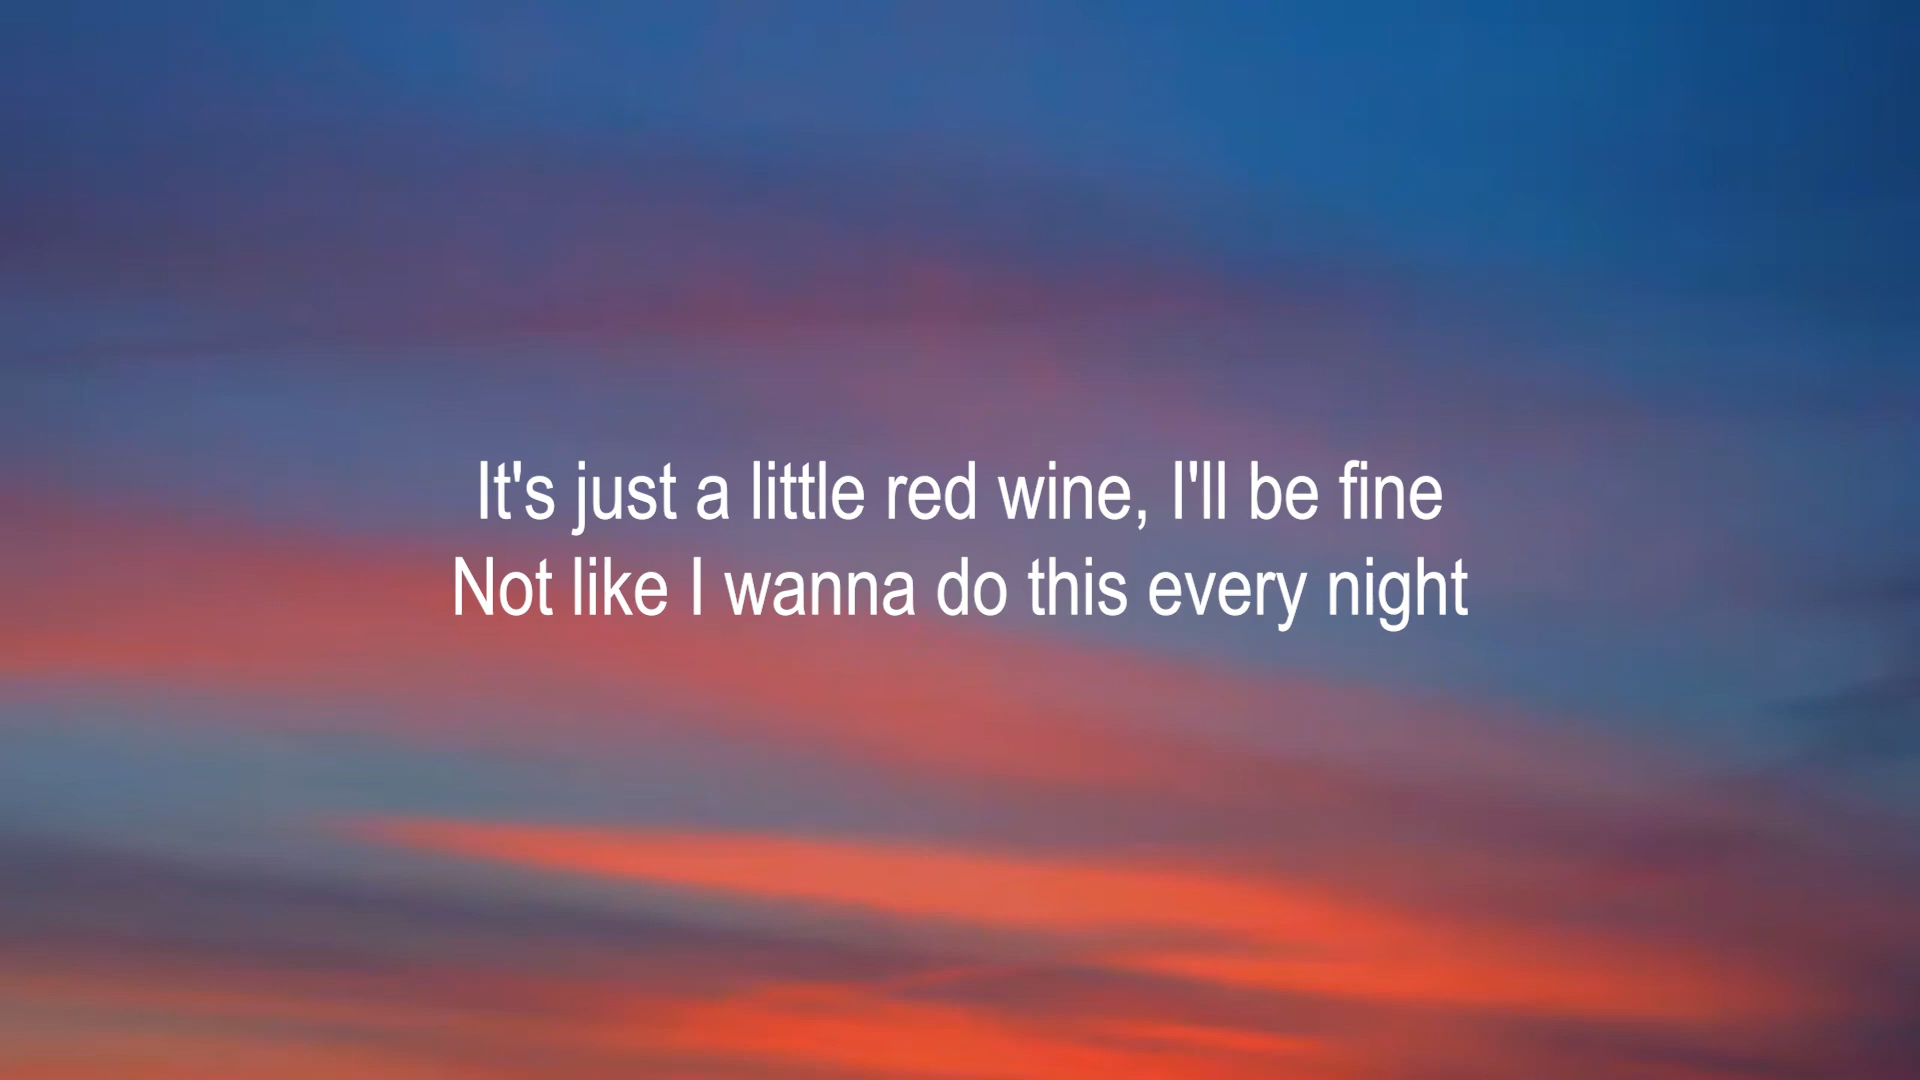 It's just a little red wine, I'll be fine
Not like I wanna do this every night